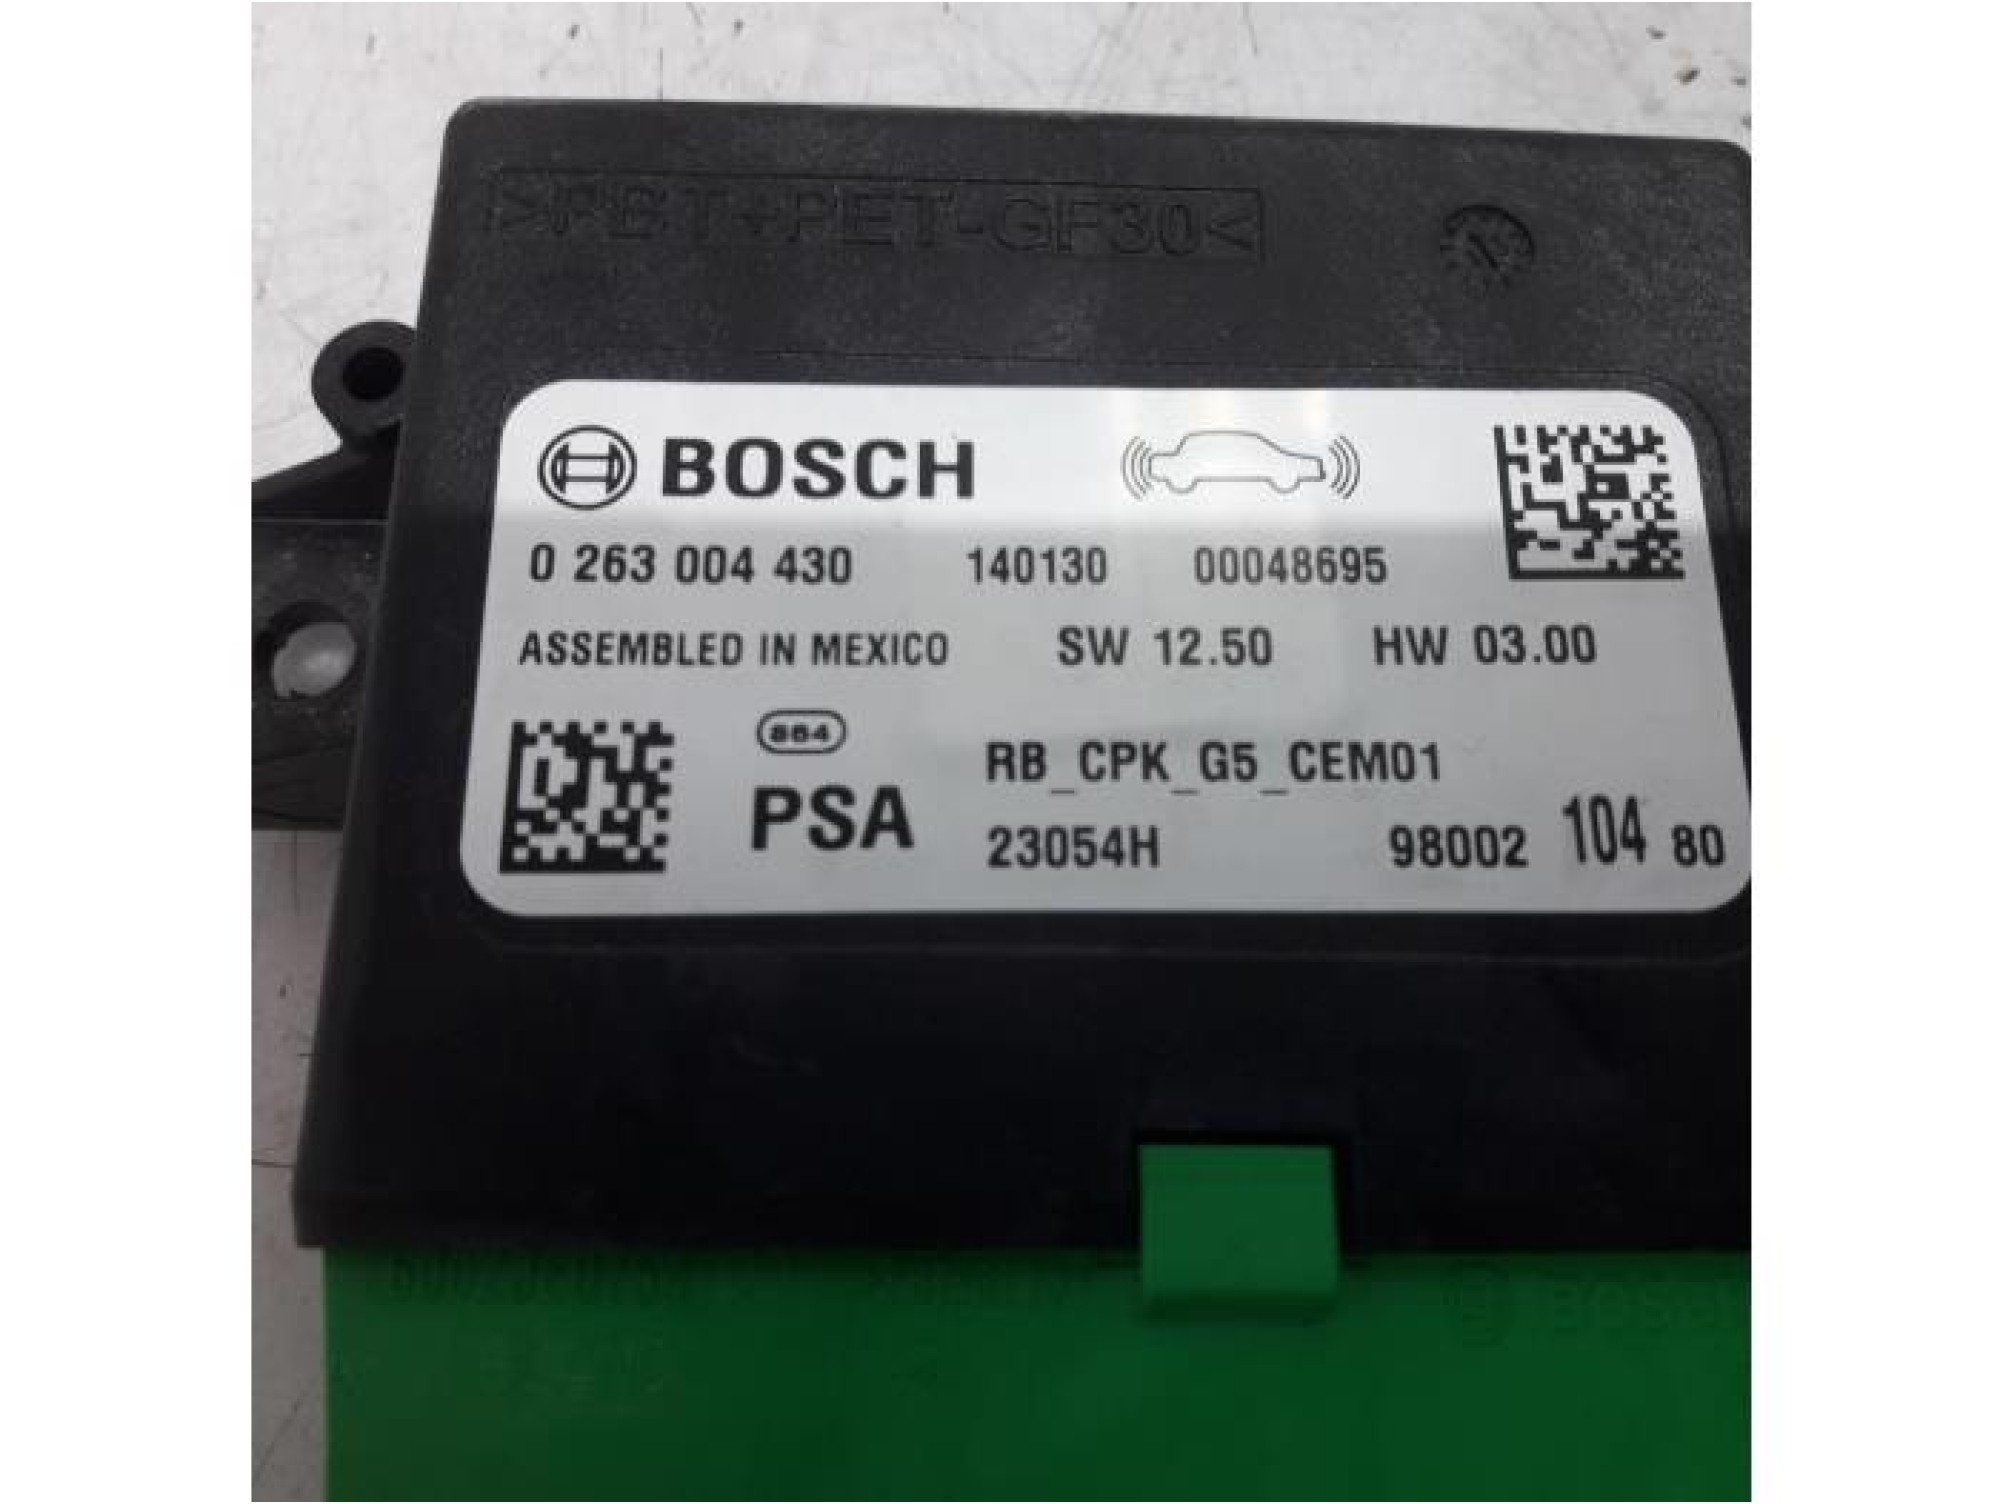 >PBT+PET-GF30<
BOSCH
0 263 004 430 140130 00048695
ASSEMBLED IN MEXICO SW 12.50 HW 03.00
864
PSA
RB_CPK_G5_CEM01
23054H 98002 104 80
BOSCH